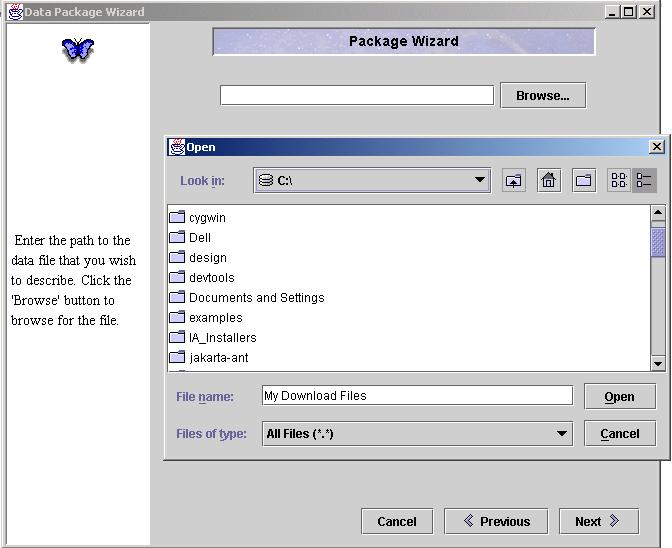 Data Package Wizard
Package Wizard
Browse...
Open
Look in:
C:\
cygwin
Dell
design
devtools
Documents and Settings
examples
IA_Installers
jakarta-ant
Enter the path to the
data file that you wish
to describe. Click the
'Browse' button to
browse for the file.
File name:
My Download Files
Open
Files of type:
All Files (*.*)
Cancel
Cancel
Previous
Next